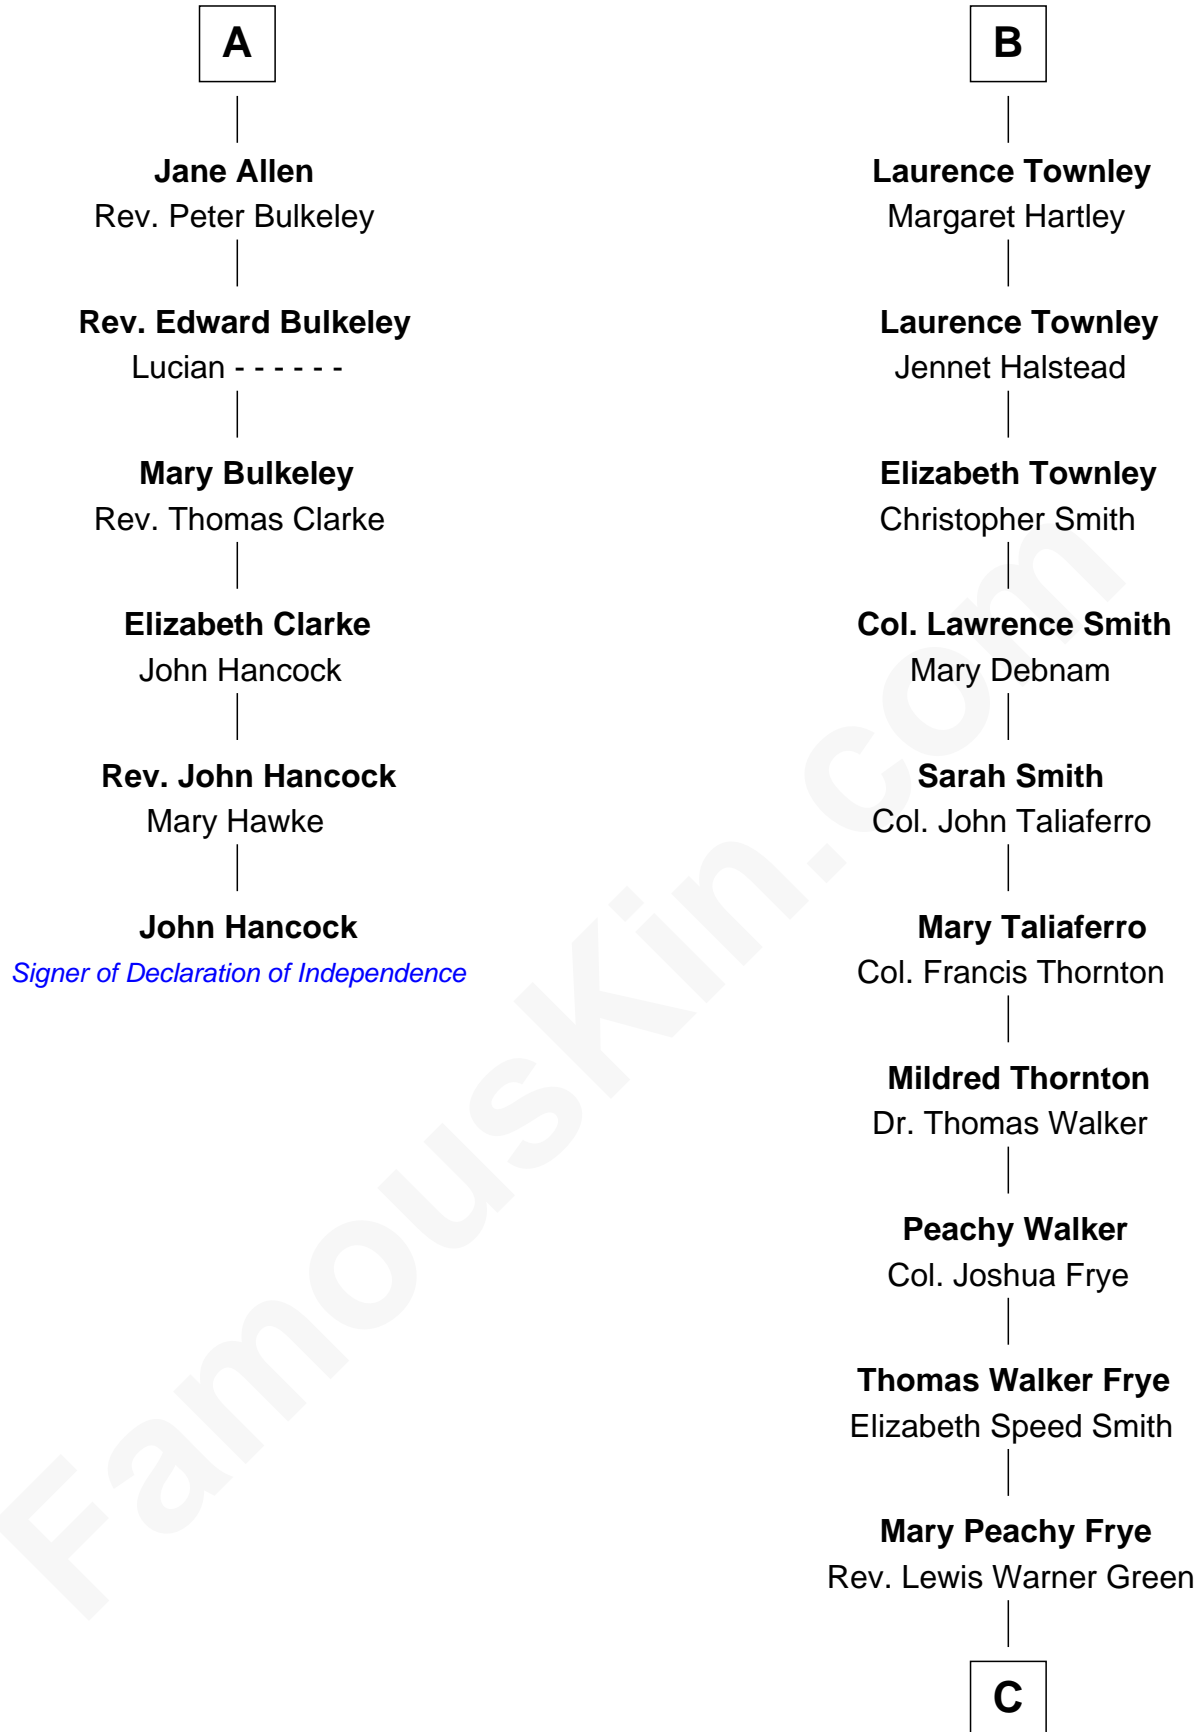 A
Jane Allen
Rev. Peter Bulkeley
Rev. Edward Bulkeley
Lucian - - - - - -
Mary Bulkeley
Rev. Thomas Clarke
Elizabeth Clarke
John Hancock
Rev. John Hancock
Mary Hawke
John Hancock
Signer of Declaration of Independence
B
Laurence Townley
Margaret Hartley
Laurence Townley
Jennet Halstead
Elizabeth Townley
Christopher Smith
Col. Lawrence Smith
Mary Debnam
Sarah Smith
Col. John Taliaferro
Mary Taliaferro
Col. Francis Thornton
Mildred Thornton
Dr. Thomas Walker
Peachy Walker
Col. Joshua Frye
Thomas Walker Frye
Elizabeth Speed Smith
Mary Peachy Frye
Rev. Lewis Warner Green
C
FamousKin.com